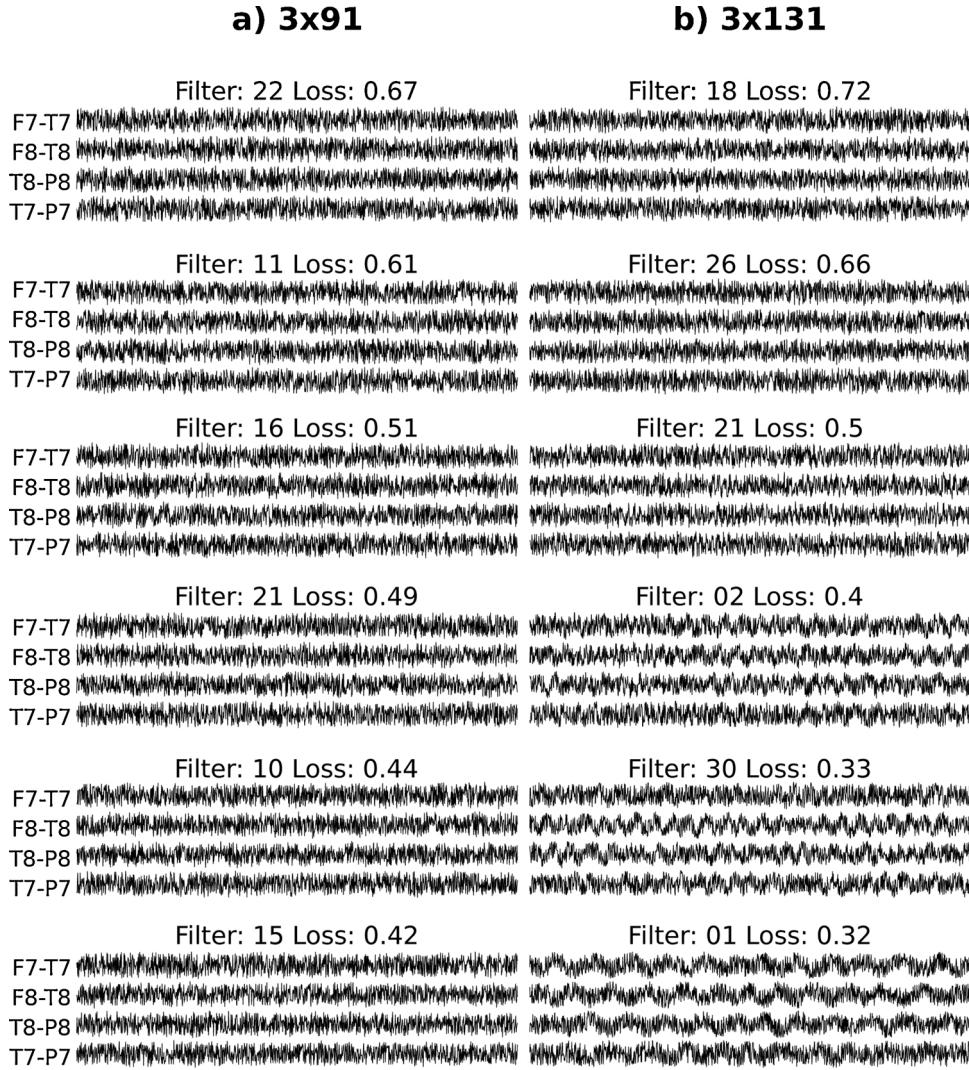 a) 3x91 b) 3x131
Filter: 22 Loss: 0.67 Filter: 18 Loss: 0.72
F7-T7
F8-T8
T8-P8
T7-P7
Filter: 11 Loss: 0.61 Filter: 26 Loss: 0.66
F7-T7
F8-T8
T8-P8
T7-P7
Filter: 16 Loss: 0.51 Filter: 21 Loss: 0.5
F7-T7
F8-T8
T8-P8
T7-P7
Filter: 21 Loss: 0.49 Filter: 02 Loss: 0.4
F7-T7
F8-T8
T8-P8
T7-P7
Filter: 10 Loss: 0.44 Filter: 30 Loss: 0.33
F7-T7
F8-T8
T8-P8
T7-P7
Filter: 15 Loss: 0.42 Filter: 01 Loss: 0.32
F7-T7
F8-T8
T8-P8
T7-P7